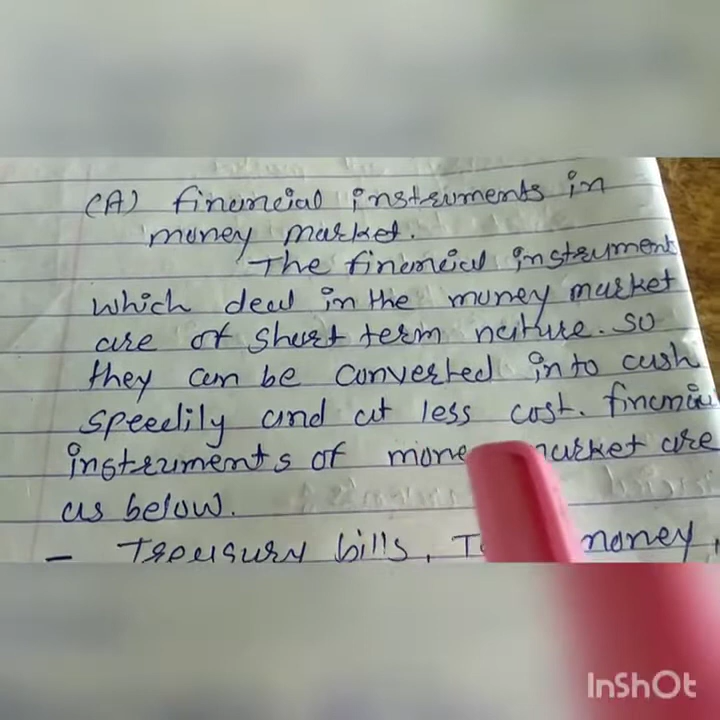 (A) financial instruments in
money market.
The financial instrument
which deal in the money market
are of short term nature. So
they can be converted into cash
speedily and at less cost. financia
instruments of mone market are
as below.
- Treasury bills, money,
InShOt